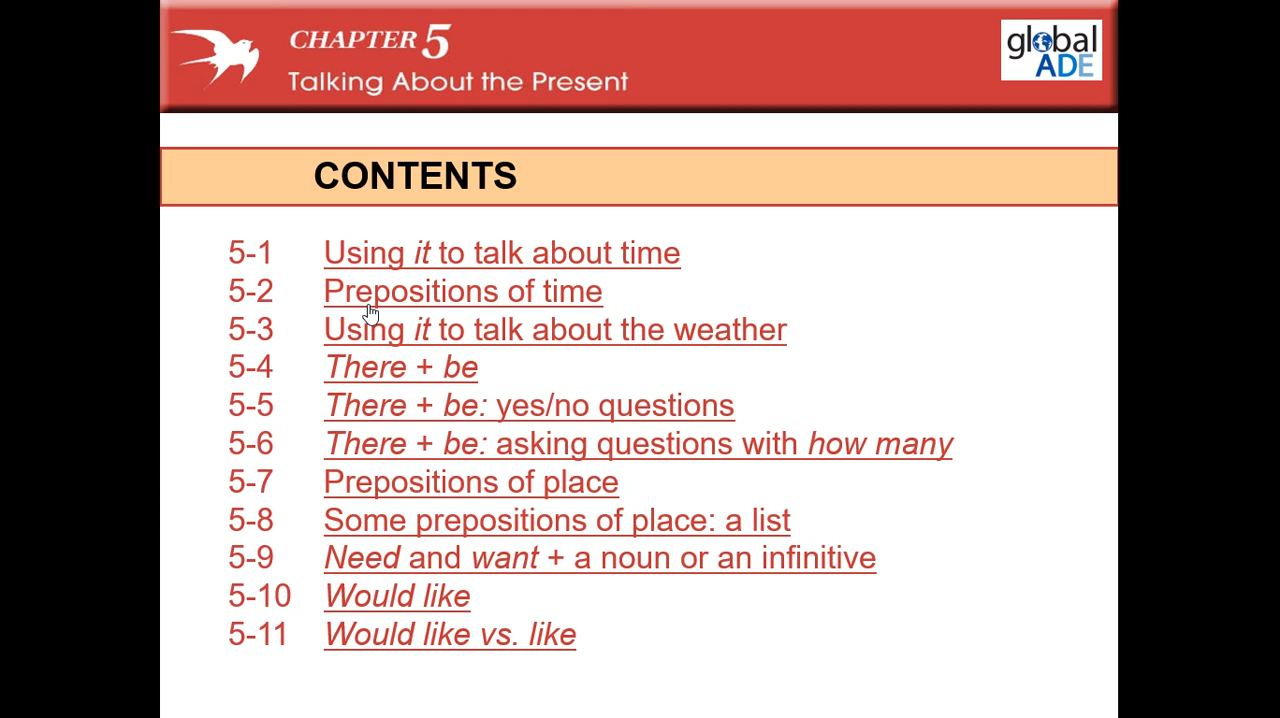 CHAPTER 5
Talking About the Present
global
ADE
CONTENTS
5-1 Using it to talk about time
5-2 Prepositions of time
5-3 Using it to talk about the weather
5-4 There + be
5-5 There + be: yes/no questions
5-6 There + be: asking questions with how many
5-7 Prepositions of place
5-8 Some prepositions of place: a list
5-9 Need and want + a noun or an infinitive
5-10 Would like
5-11 Would like vs. like